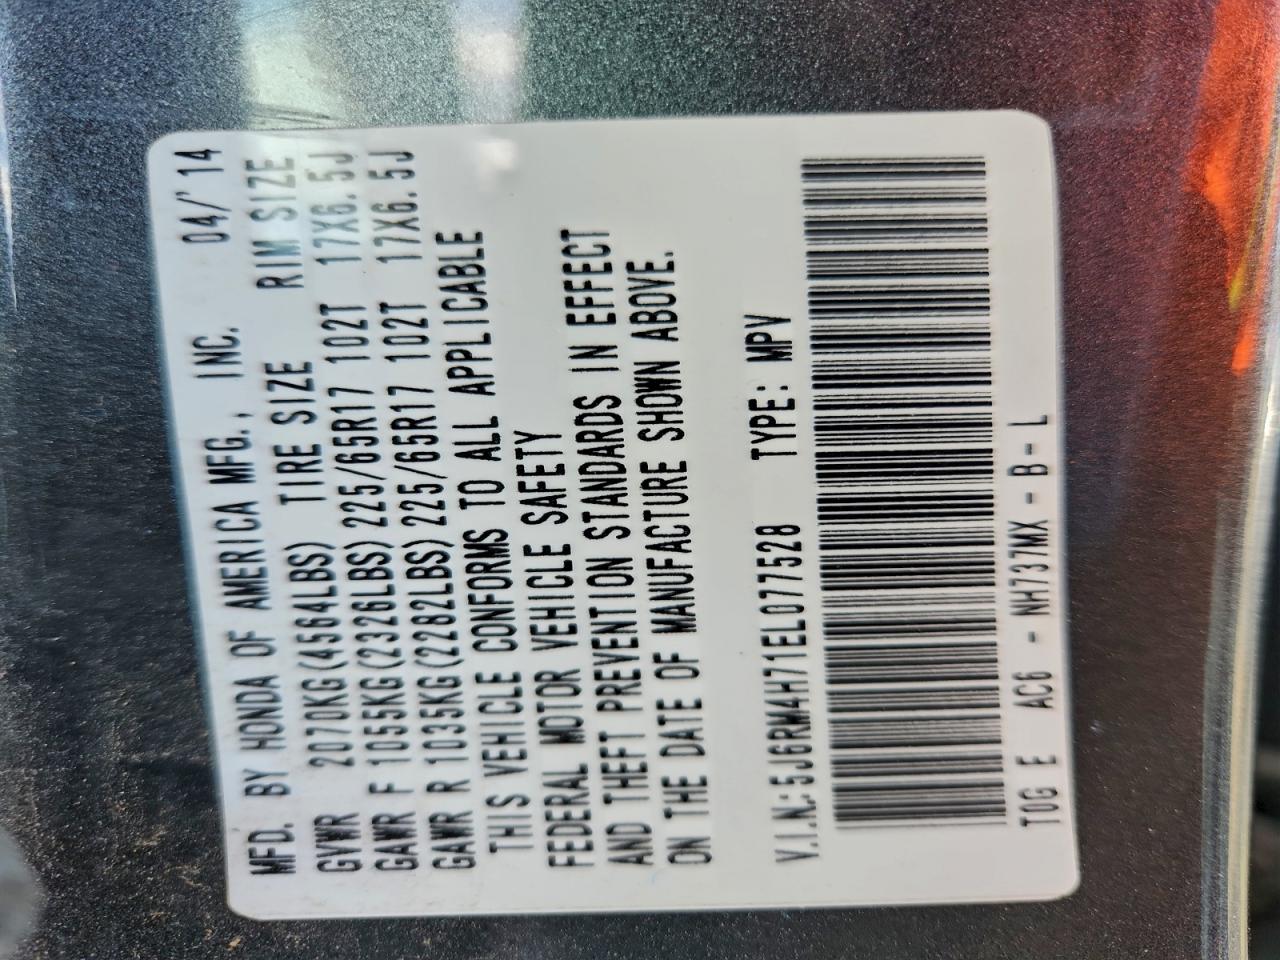 MFD. BY HONDA OF AMERICA MFG., INC. 04/'14
GVWR 2070KG(4564LBS) TIRE SIZE RIM SIZE
GAWR F 1055KG(2326LBS)225/65R17 102T 17X6.5J
GAWR R 1035KG(2282LBS)225/65R17 102T 17X6.5J
THIS VEHICLE CONFORMS TO ALL APPLICABLE
FEDERAL MOTOR VEHICLE SAFETY
AND THEFT PREVENTION STANDARDS IN EFFECT
ON THE DATE OF MANUFACTURE SHOWN ABOVE.
V.I.N.:5J6RM4H71EL077528 TYPE: MPV
T0G E AC6 - NH737MX - B - L